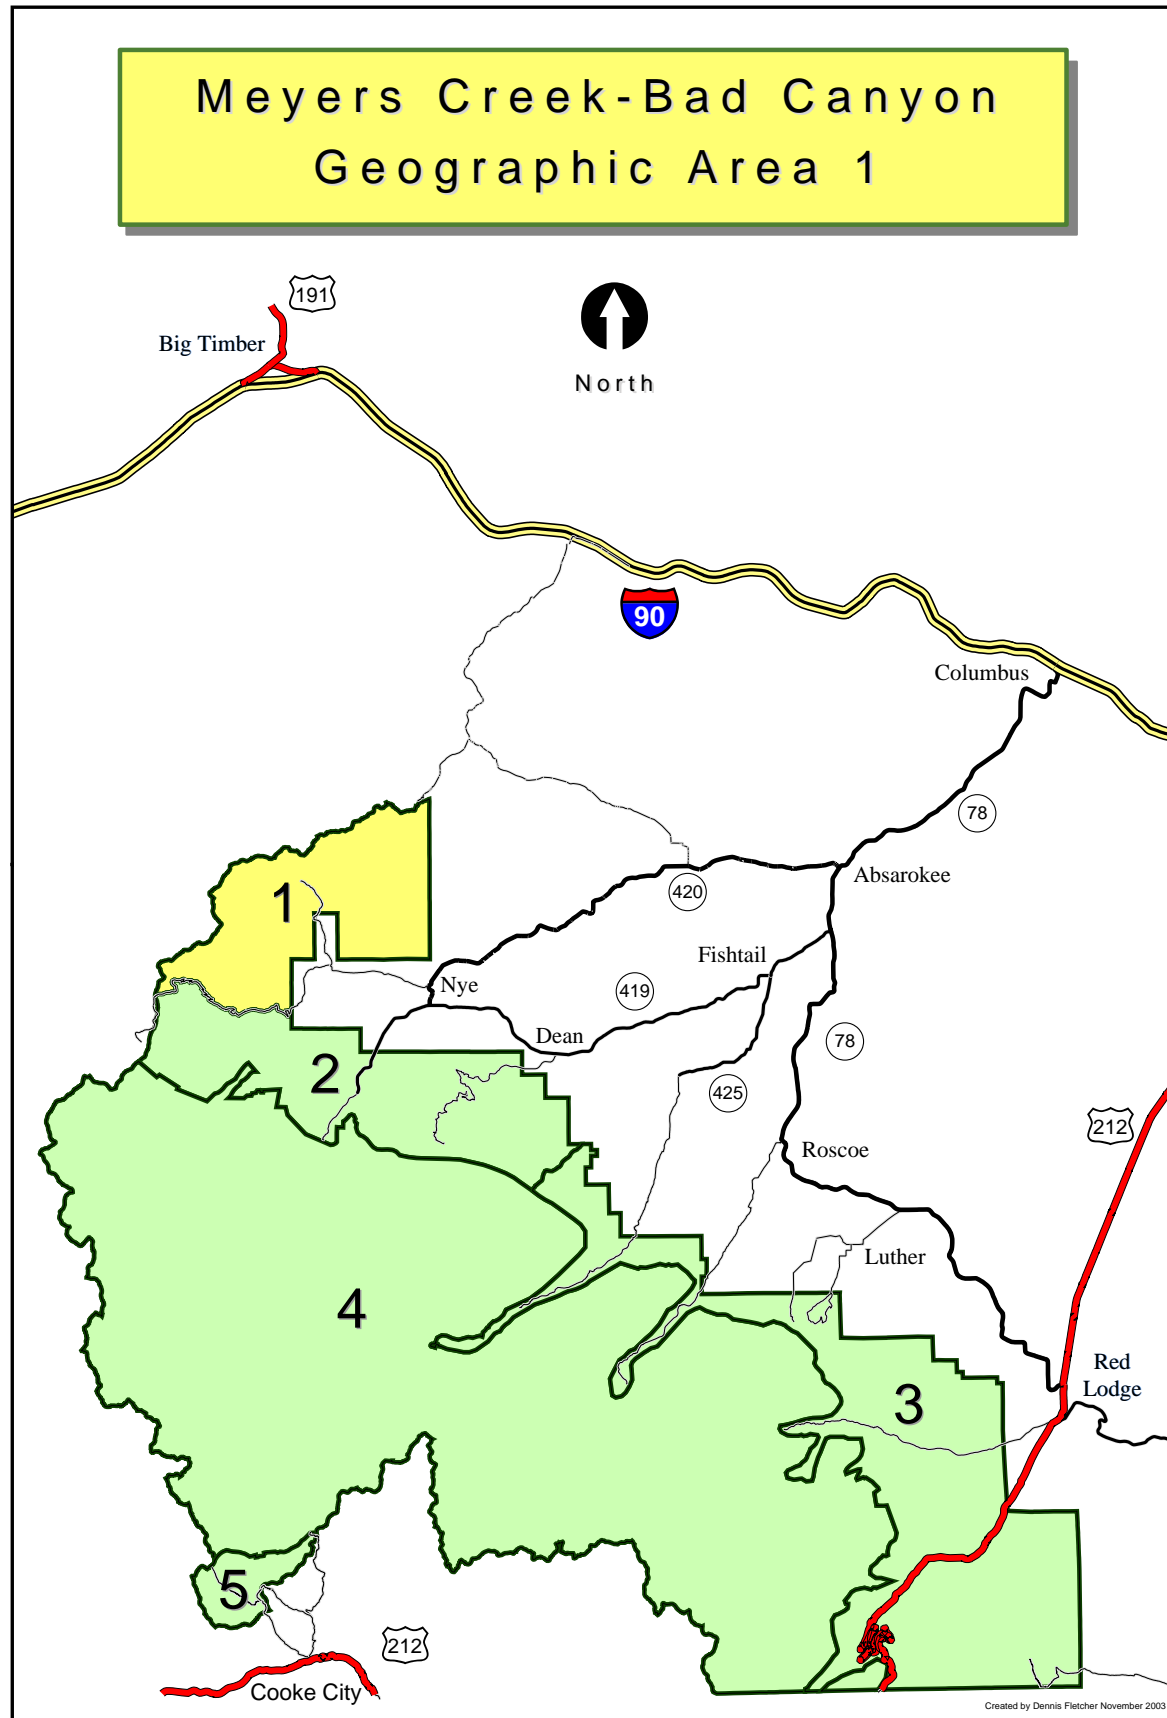 Meyers Creek-Bad Canyon
Geographic Area 1
191
Big Timber
North
90
Columbus
78
Absarokee
420
1
Fishtail
Nye
419
Dean
78
2
425
212
Roscoe
Luther
4
Red
Lodge
3
5
212
Cooke City
Created by Dennis Fletcher November 2003